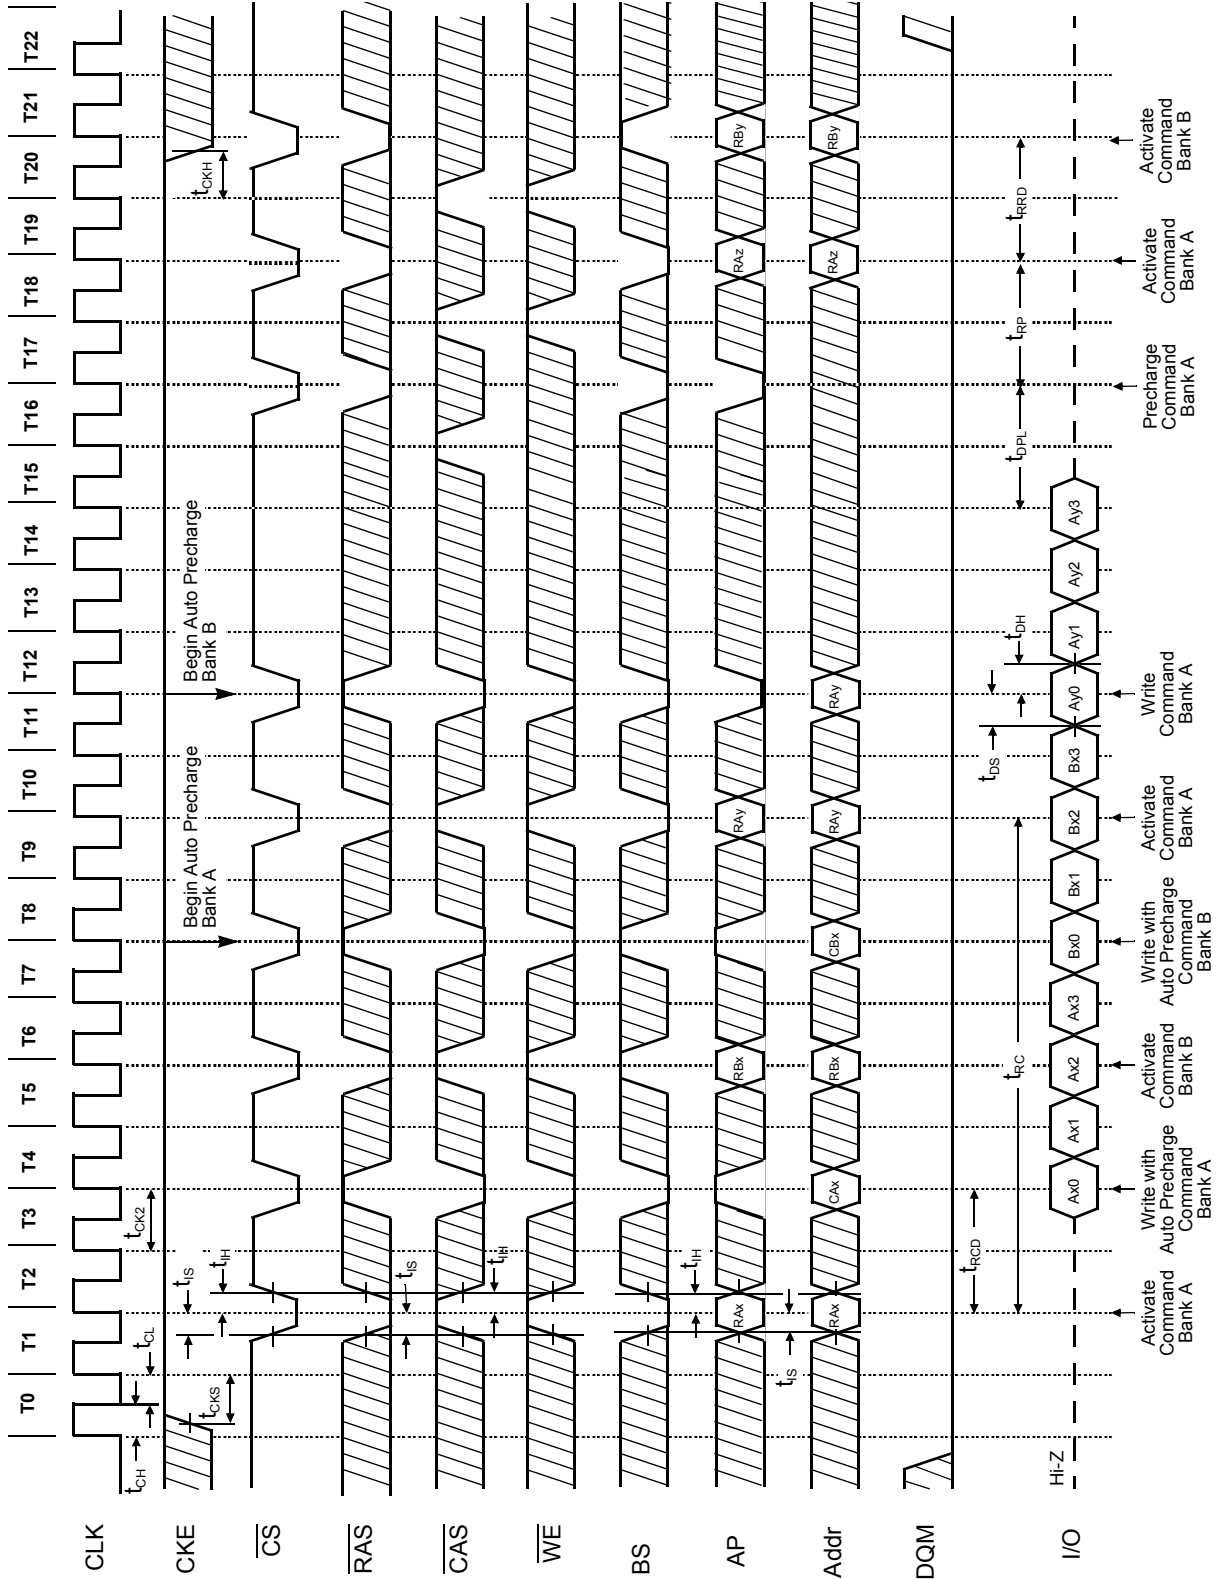 T0 T1 T2 T3 T4 T5 T6 T7 T8 T9 T10 T11 T12 T13 T14 T15 T16 T17 T18 T19 T20 T21 T22
CLK
tCH
tCL
tCK2
CKE
tCKS
tIS
tIH
Begin Auto Precharge
Bank A
Begin Auto Precharge
Bank B
tCKH
CS
RAS
tIS
CAS
tIH
WE
BS
tIH
AP
RAx RBx RAy RAz RBy
tIS
Addr
RAx CAx RBx CBx RAy RAy RAz RBy
DQM
tRCD
tDS
tRC
tDH
tDPL
tRP
tRRD
I/O
Hi-Z
Ax0 Ax1 Ax2 Ax3 Bx0 Bx1 Bx2 Bx3 Ay0 Ay1 Ay2 Ay3
Activate
Command
Bank A
Write with
Auto Precharge
Command
Bank A
Activate
Command
Bank B
Write with
Auto Precharge
Command
Bank B
Activate
Command
Bank A
Write
Command
Bank A
Precharge
Command
Bank A
Activate
Command
Bank A
Activate
Command
Bank B